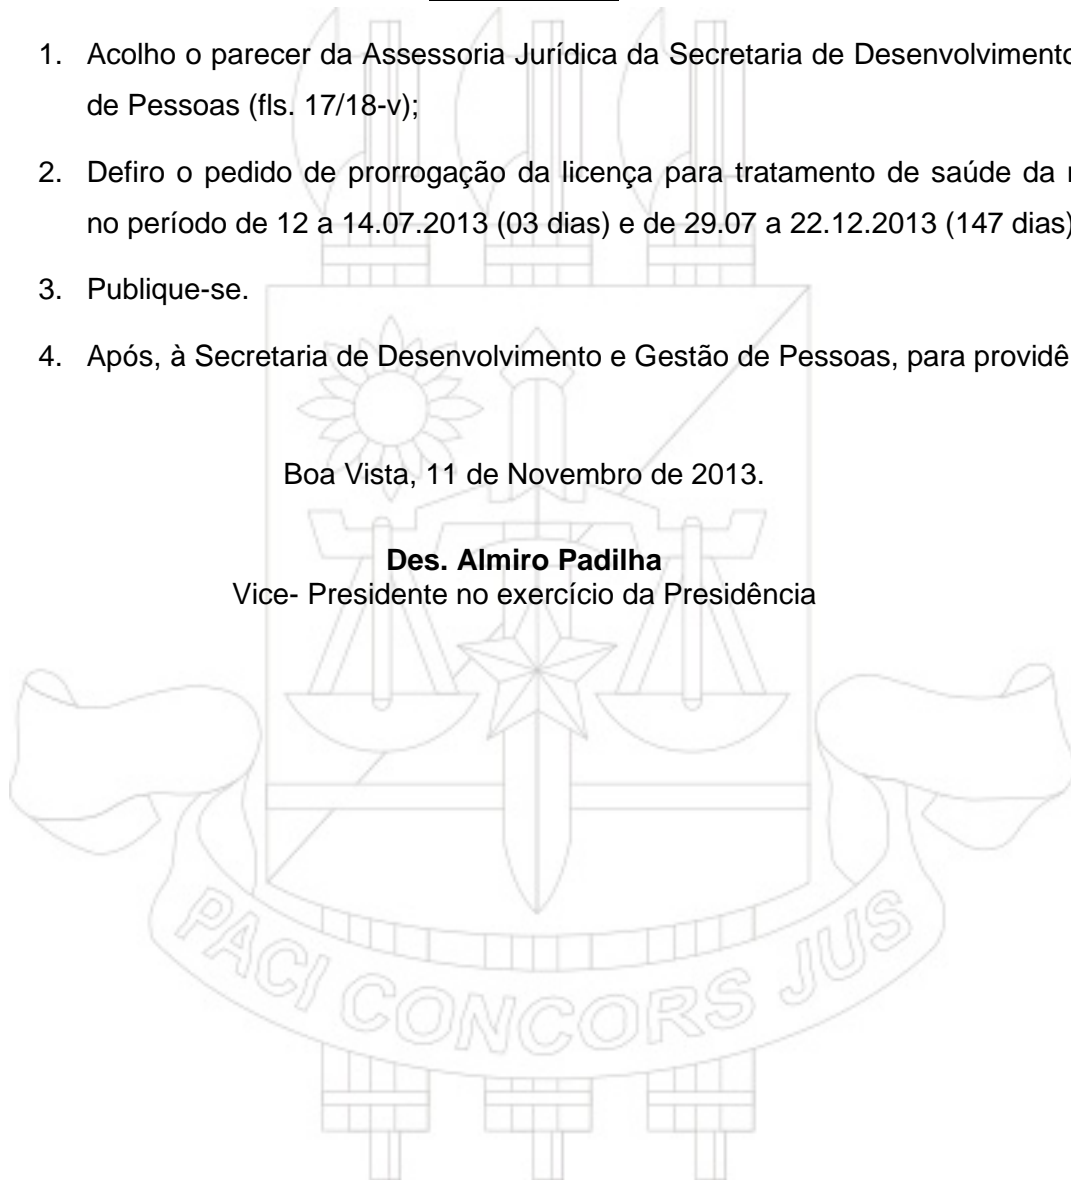 1. Acolho o parecer da Assessoria Jurídica da Secretaria de Desenvolvimento
de Pessoas (fls. 17/18-v);
2. Defiro o pedido de prorrogação da licença para tratamento de saúde da
no período de 12 a 14.07.2013 (03 dias) e de 29.07 a 22.12.2013 (147 dias)
3. Publique-se.
4. Após, à Secretaria de Desenvolvimento e Gestão de Pessoas, para
Boa Vista, 11 de Novembro de 2013.
Des. Almiro Padilha
Vice- Presidente no exercício da Presidência
PACI CONCORS JUS